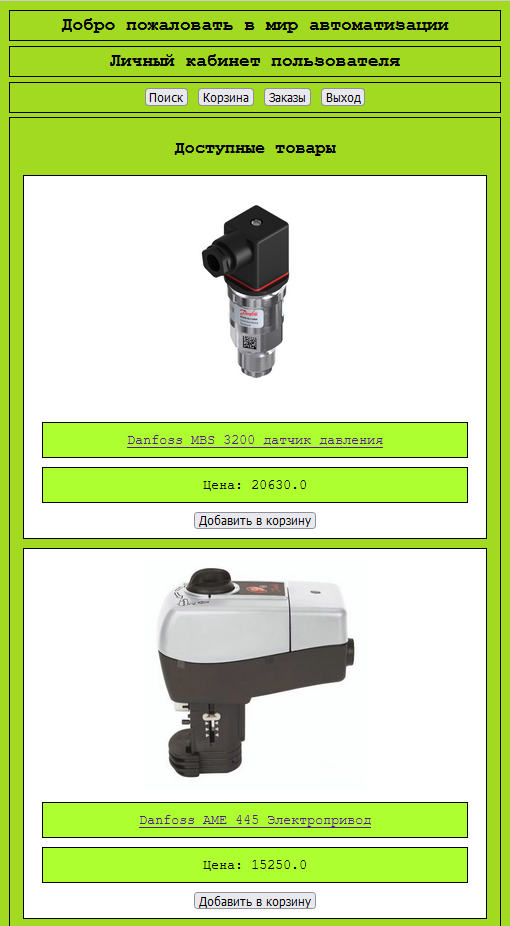 Добро пожаловать в мир автоматизации
Личный кабинет пользователя
Поиск Корзина Заказы Выход
Доступные товары
Danfoss
Danfoss MBS 3200 датчик давления
Цена: 20630.0
Добавить в корзину
Danfoss AME 445 Электропривод
Цена: 15250.0
Добавить в корзину